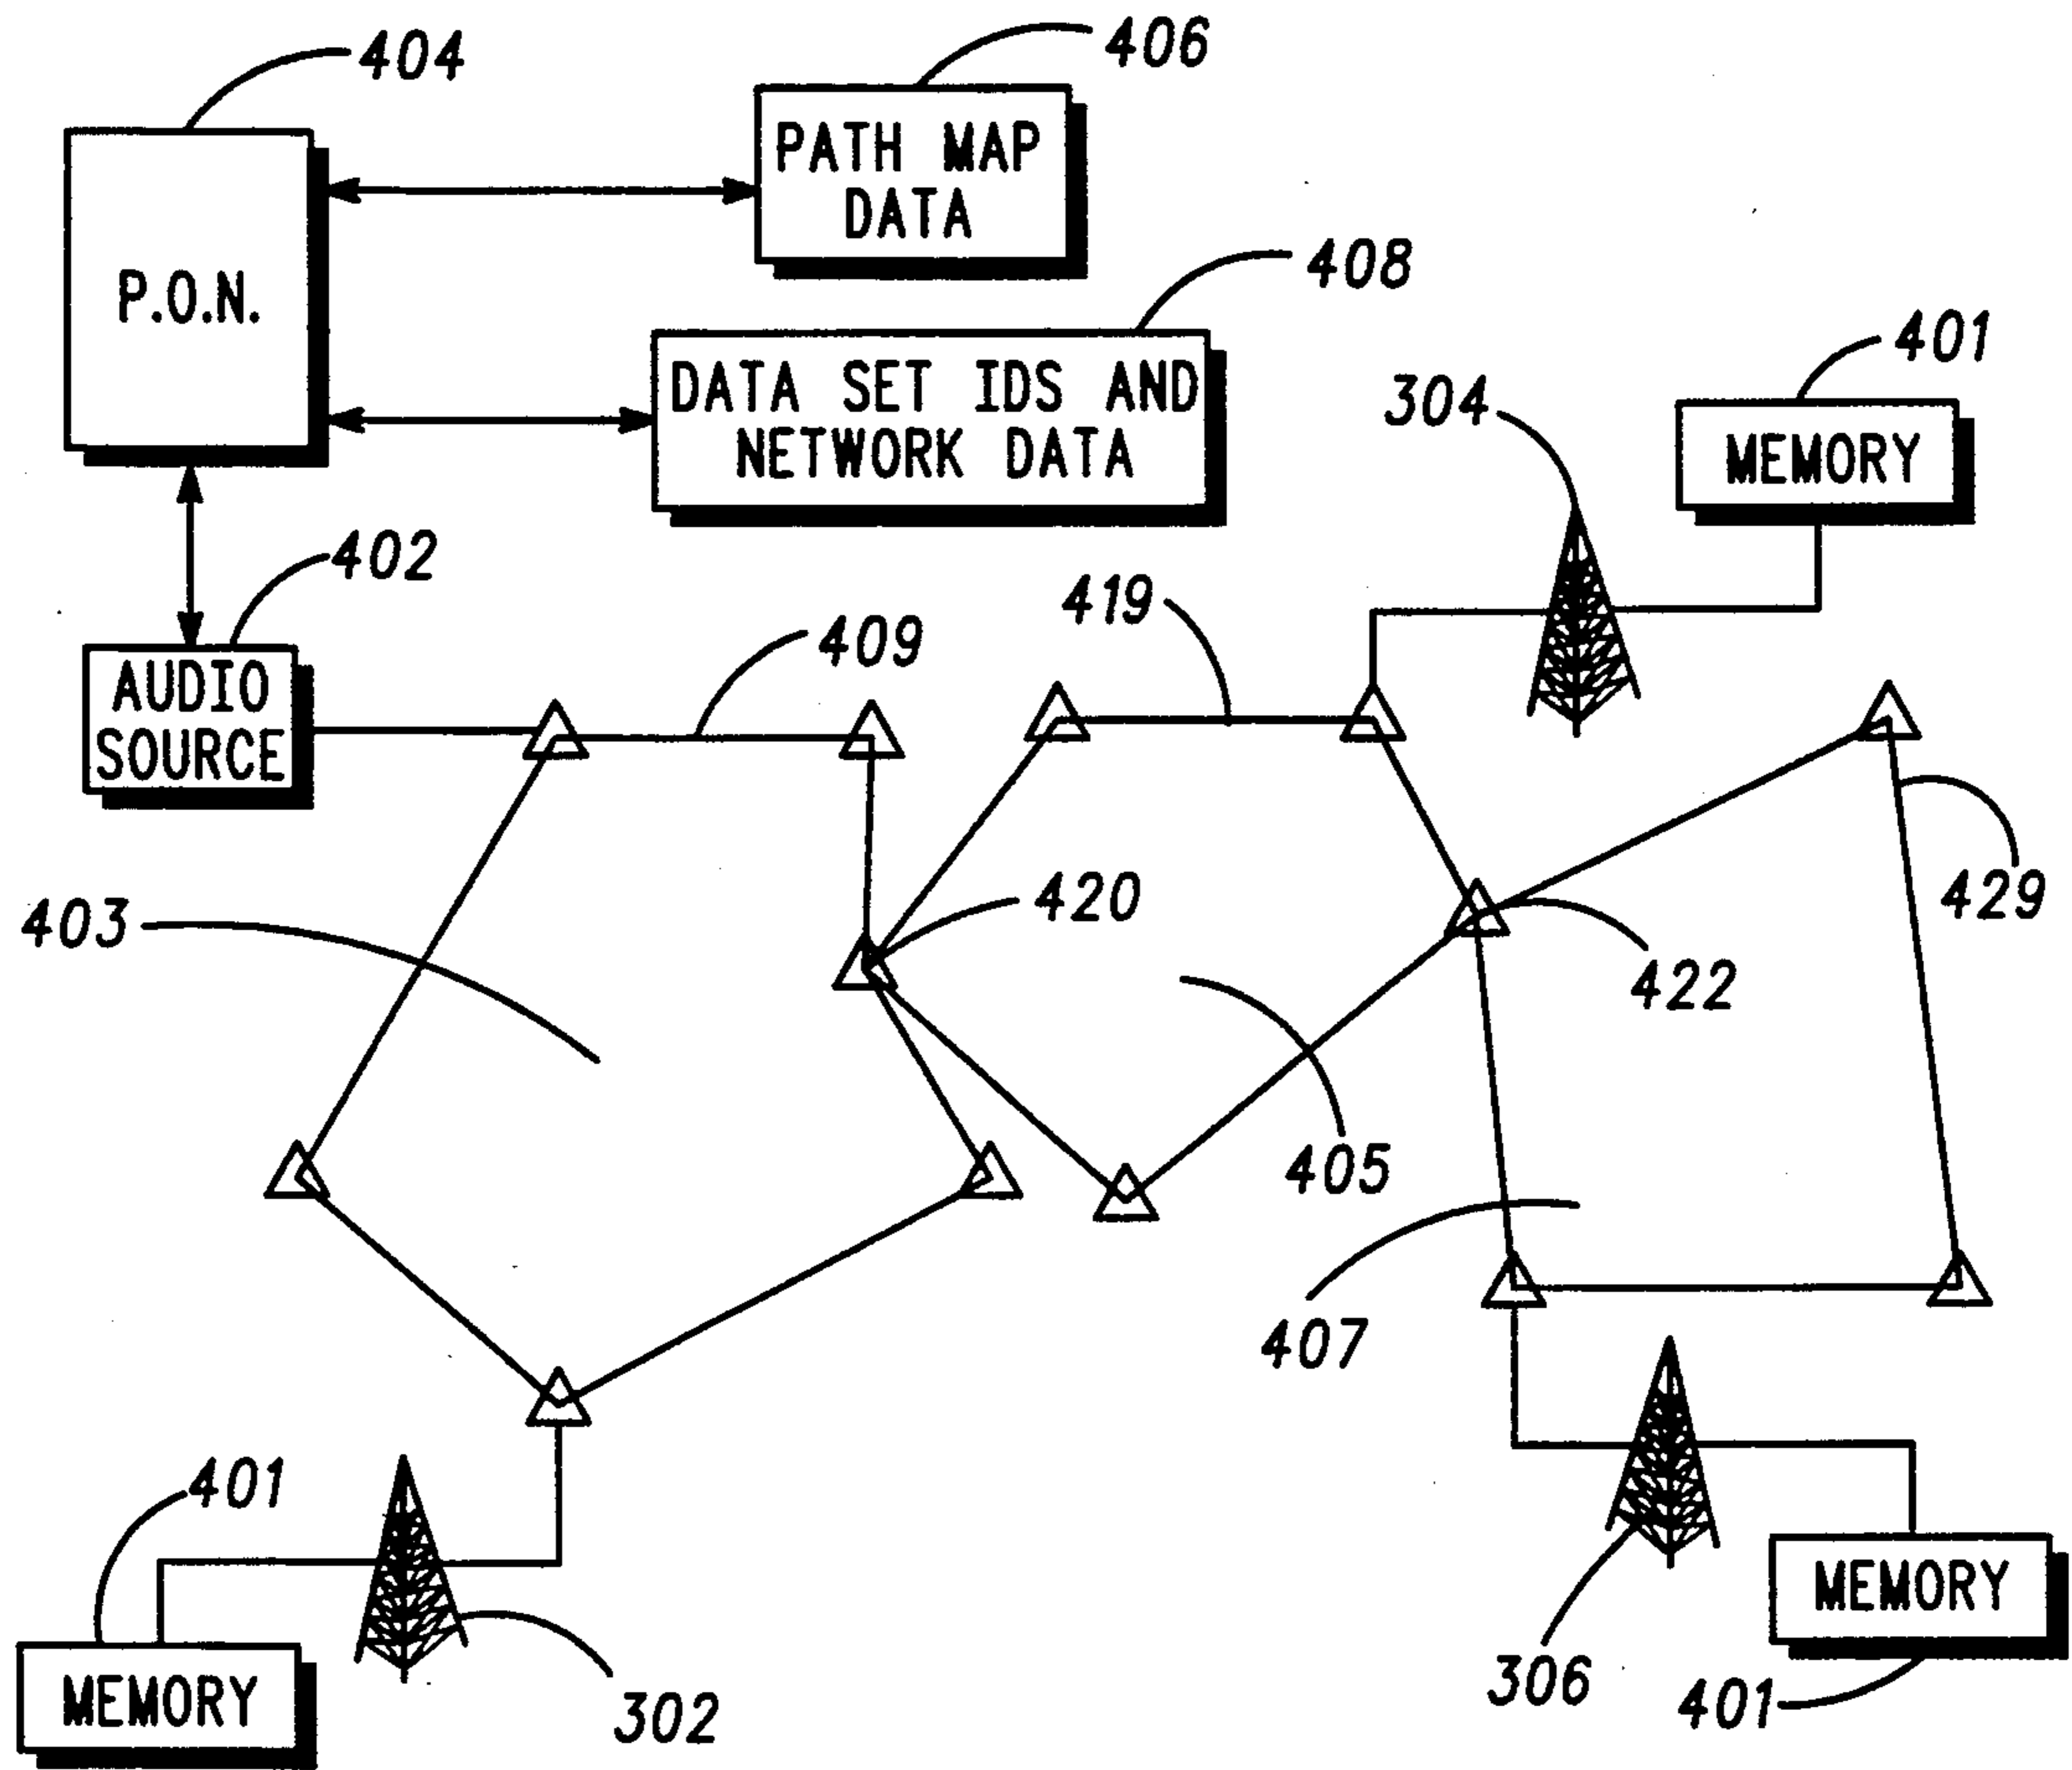 404
406
PATH MAP
DATA
P.O.N.
408
DATA SET IDS AND
NETWORK DATA
401
304
MEMORY
402
419
409
AUDIO
SOURCE
420
429
403
422
405
407
401
306
MEMORY
302
MEMORY
401